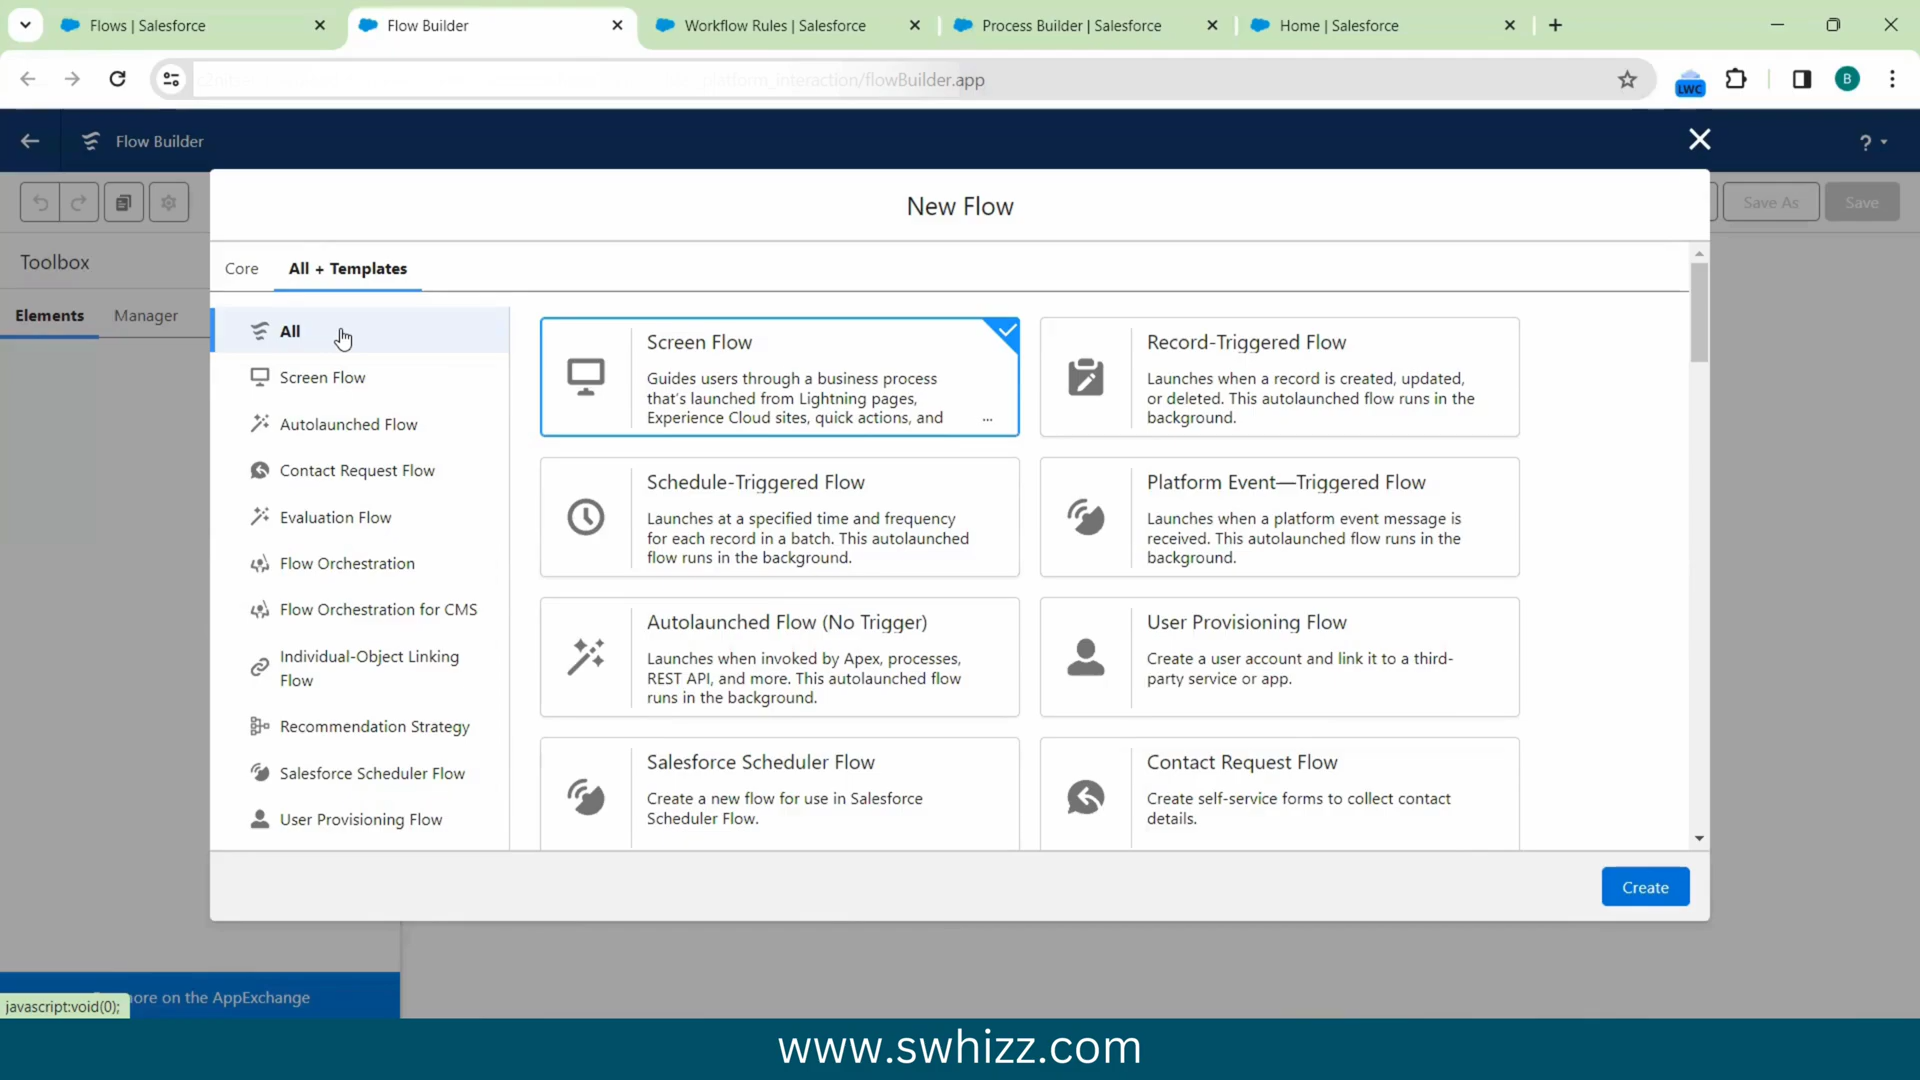 Flows | Salesforce
Flow Builder
Workflow Rules | Salesforce
Process Builder | Salesforce
Home | Salesforce
platform_interaction/flowBuilder.app
LWC
B
Flow Builder
?
Save As
Save
Toolbox
Elements
Manager
New Flow
Core
All + Templates
All
Screen Flow
Autolaunched Flow
Contact Request Flow
Evaluation Flow
Flow Orchestration
Flow Orchestration for CMS
Individual-Object Linking
Flow
Recommendation Strategy
Salesforce Scheduler Flow
User Provisioning Flow
Screen Flow
Guides users through a business process
that's launched from Lightning pages,
Experience Cloud sites, quick actions, and ...
Record-Triggered Flow
Launches when a record is created, updated,
or deleted. This autolaunched flow runs in the
background.
Schedule-Triggered Flow
Launches at a specified time and frequency
for each record in a batch. This autolaunched
flow runs in the background.
Platform Event—Triggered Flow
Launches when a platform event message is
received. This autolaunched flow runs in the
background.
Autolaunched Flow (No Trigger)
Launches when invoked by Apex, processes,
REST API, and more. This autolaunched flow
runs in the background.
User Provisioning Flow
Create a user account and link it to a third-
party service or app.
Salesforce Scheduler Flow
Create a new flow for use in Salesforce
Scheduler Flow.
Contact Request Flow
Create self-service forms to collect contact
details.
Create
more on the AppExchange
javascript:void(0);
www.swhizz.com